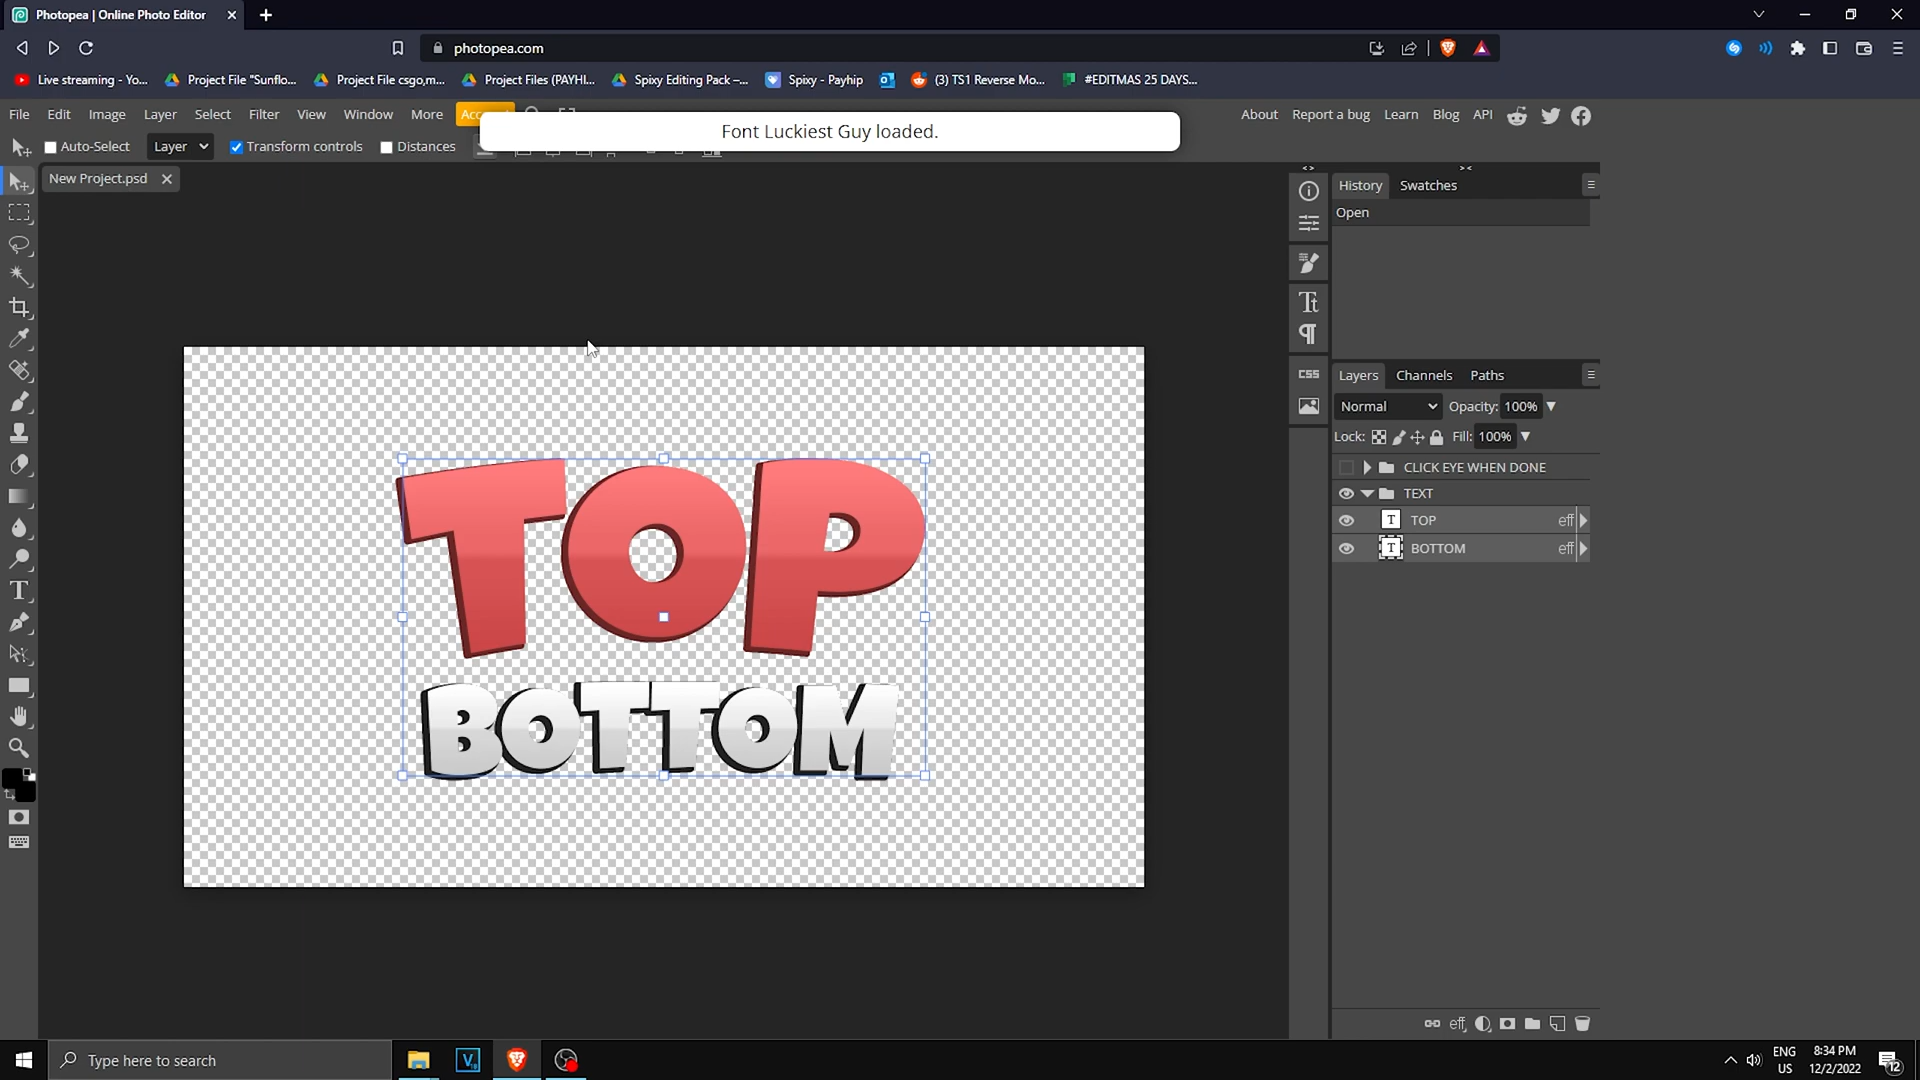 Photopea | Online Photo Editor
photopea.com
Live streaming - Yo...
Project File "Sunflo...
Project File csgo,m...
Project Files (PAYHI...
Spixy Editing Pack –...
Spixy - Payhip
(3) TS1 Reverse Mo...
#EDITMAS 25 DAYS...
File Edit Image Layer Select Filter View Window More
About Report a bug Learn Blog API
Font Luckiest Guy loaded.
Auto-Select Layer Transform controls Distances
New Project.psd
History Swatches
Open
CSS
Layers Channels Paths
Normal Opacity: 100%
Lock: Fill: 100%
CLICK EYE WHEN DONE
TEXT
T TOP eff
T BOTTOM eff
TOP
BOTTOM
eff
Type here to search
ENG
US
8:34 PM
12/2/2022
12